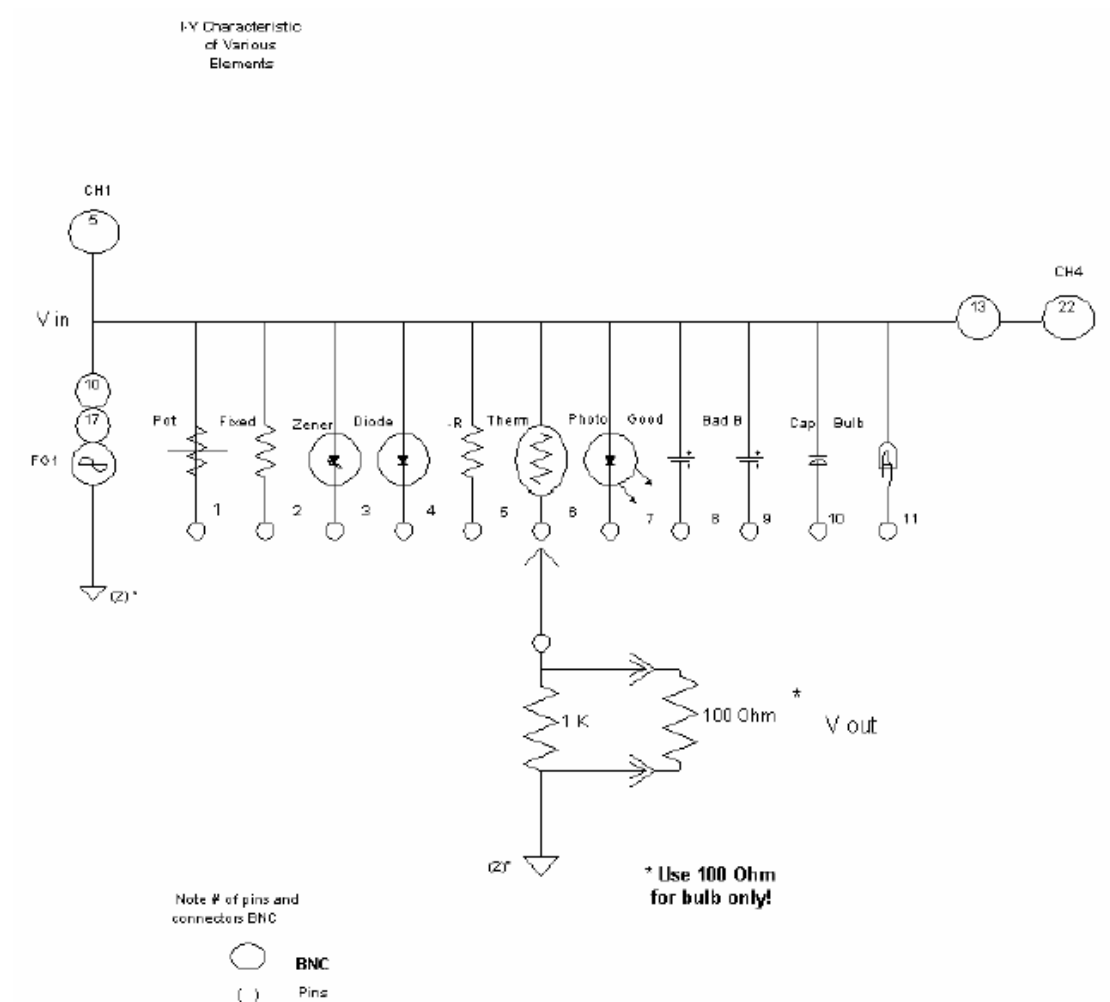 I-V Characteristic
of Various
Elements
CH1
5
CH4
V in
13
22
10
17
Pot
Fixed
Zener
Diode
-R
Therm
Photo
Good
Bad B
Cap
Bulb
FG1
1
2
3
4
5
6
7
8
9
10
11
(2)*
1 K
100 Ohm
*
V out
(2)*
* Use 100 Ohm
for bulb only!
Note # of pins and
connectors BNC
BNC
( ) Pins